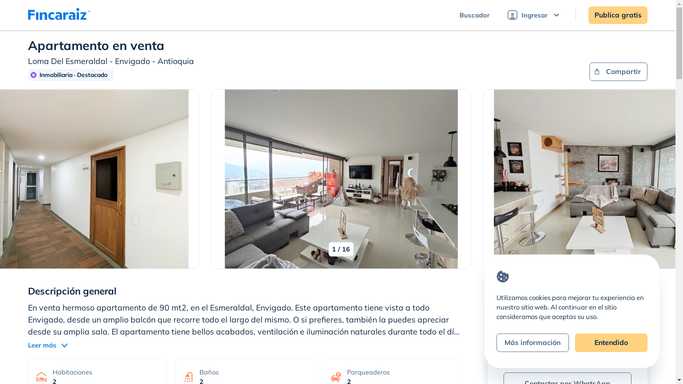 Fincaraiz
Buscador
Ingresar
Publica gratis
Apartamento en venta
Loma Del Esmeraldal - Envigado - Antioquia
Inmobiliaria · Destacado
Compartir
1 / 16
Descripción general
En venta hermoso apartamento de 90 mt2, en el Esmeraldal, Envigado. Este apartamento tiene vista a todo
Envigado, desde un amplio balcón que recorre todo el largo del mismo. O si prefieres, también la puedes apreciar
desde su amplia sala. El apartamento tiene bellos acabados, ventilación e iluminación naturales durante todo el dí...
Leer más
Habitaciones
2
Baños
2
Parqueaderos
2
Utilizamos cookies para mejorar tu experiencia en
nuestro sitio web. Al continuar en el sitio
consideramos que aceptas su uso.
Más información
Entendido
Contactar por WhatsApp